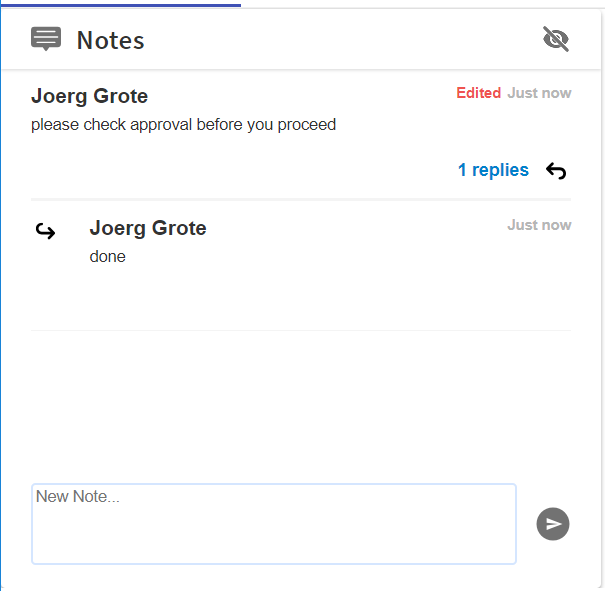 Notes
Joerg Grote
Edited Just now
please check approval before you proceed
1 replies
Joerg Grote
Just now
done
New Note...